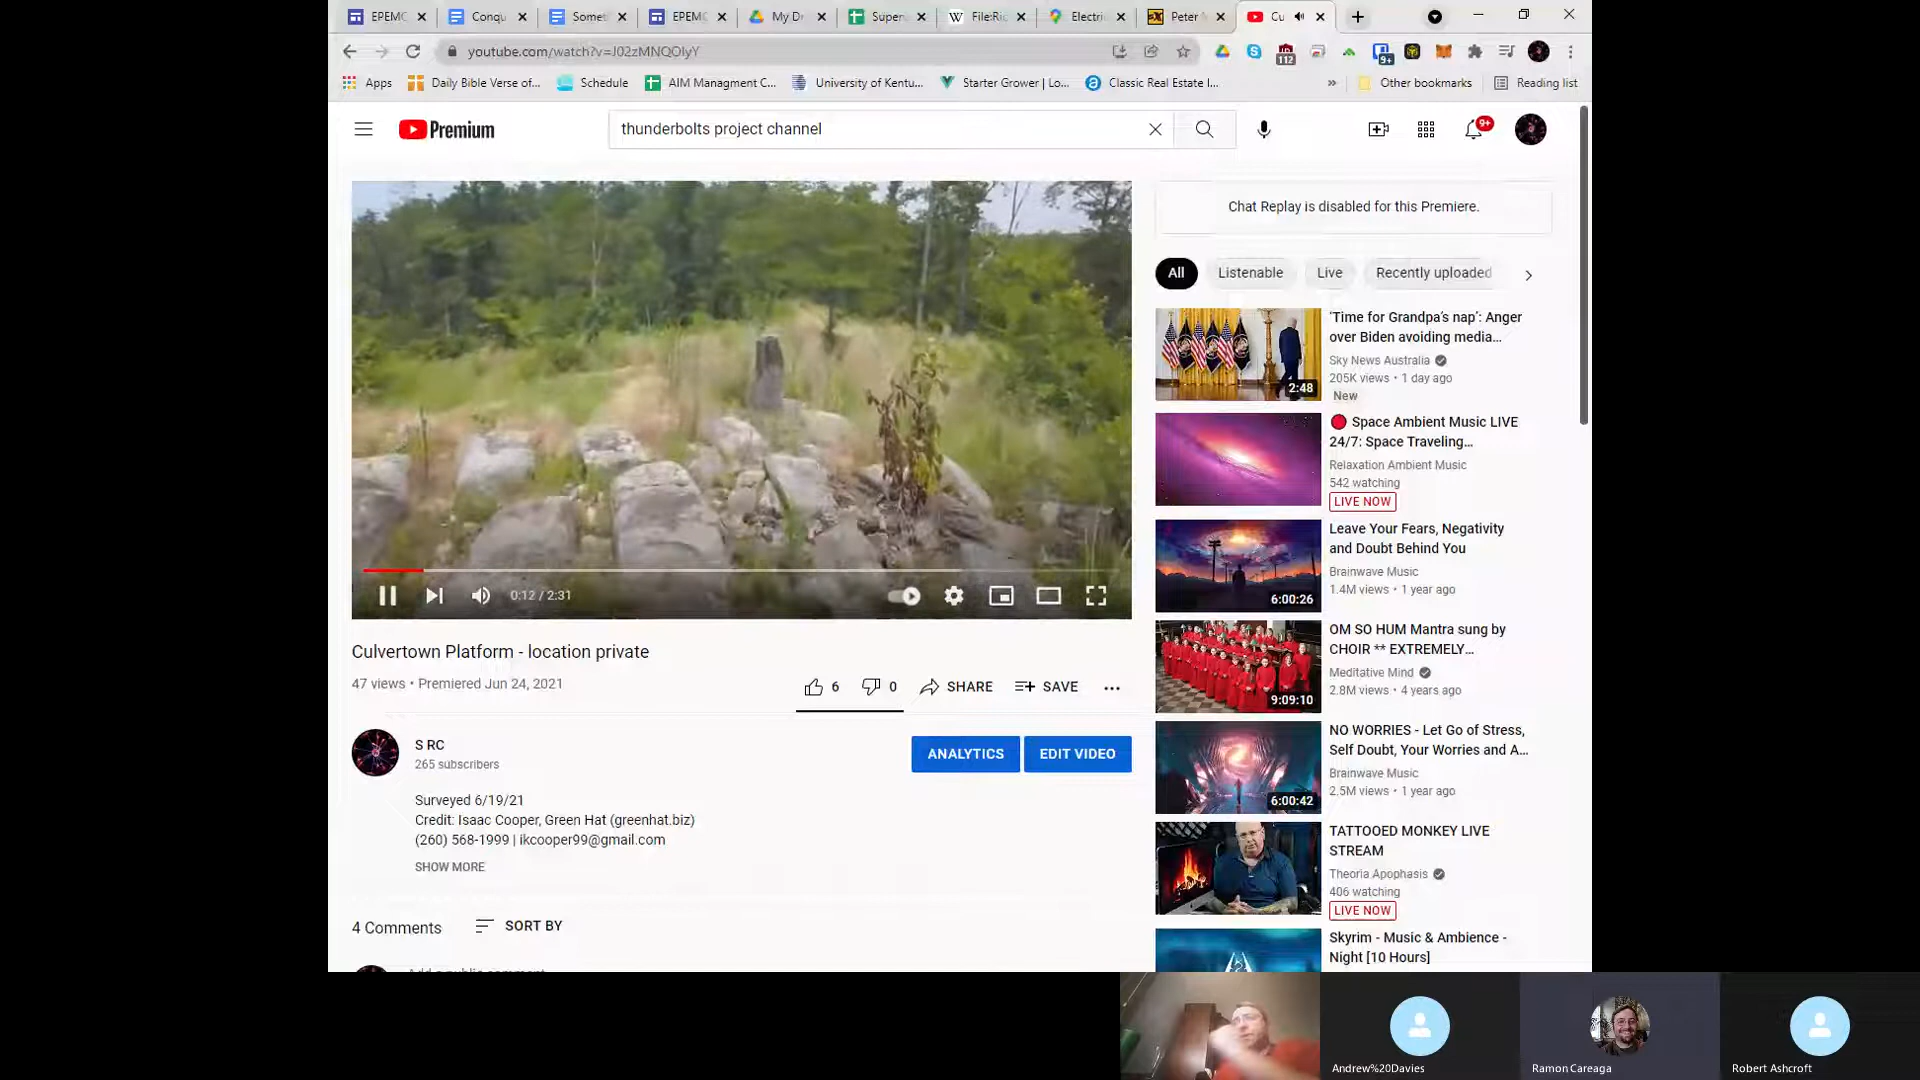 EPEMC
Conqu
Somet
EPEMC
My Dr
Super
File:Ric
Electri
Peter M
Cu
youtube.com/watch?v=J02zMNQOIyY
112
9+
Apps
Daily Bible Verse of...
Schedule
AIM Managment C...
University of Kentu...
Starter Grower | Lo...
Classic Real Estate I...
»
Other bookmarks
Reading list
Premium
thunderbolts project channel
9+
0:12 / 2:31
Culvertown Platform - location private
47 views • Premiered Jun 24, 2021
6
0
SHARE
SAVE
S RC
265 subscribers
ANALYTICS
EDIT VIDEO
Surveyed 6/19/21
Credit: Isaac Cooper, Green Hat (greenhat.biz)
(260) 568-1999 | ikcooper99@gmail.com
SHOW MORE
4 Comments
SORT BY
Chat Replay is disabled for this Premiere.
All
Listenable
Live
Recently uploaded
'Time for Grandpa's nap': Anger
over Biden avoiding media...
Sky News Australia
205K views • 1 day ago
New
2:48
Space Ambient Music LIVE
24/7: Space Traveling...
Relaxation Ambient Music
542 watching
LIVE NOW
Leave Your Fears, Negativity
and Doubt Behind You
Brainwave Music
1.4M views • 1 year ago
6:00:26
OM SO HUM Mantra sung by
CHOIR ** EXTREMELY...
Meditative Mind
2.8M views • 4 years ago
9:09:10
NO WORRIES - Let Go of Stress,
Self Doubt, Your Worries and A...
Brainwave Music
2.5M views • 1 year ago
6:00:42
TATTOOED MONKEY LIVE
STREAM
Theoria Apophasis
406 watching
LIVE NOW
Skyrim - Music & Ambience -
Night [10 Hours]
Andrew%20Davies
Ramon Careaga
Robert Ashcroft